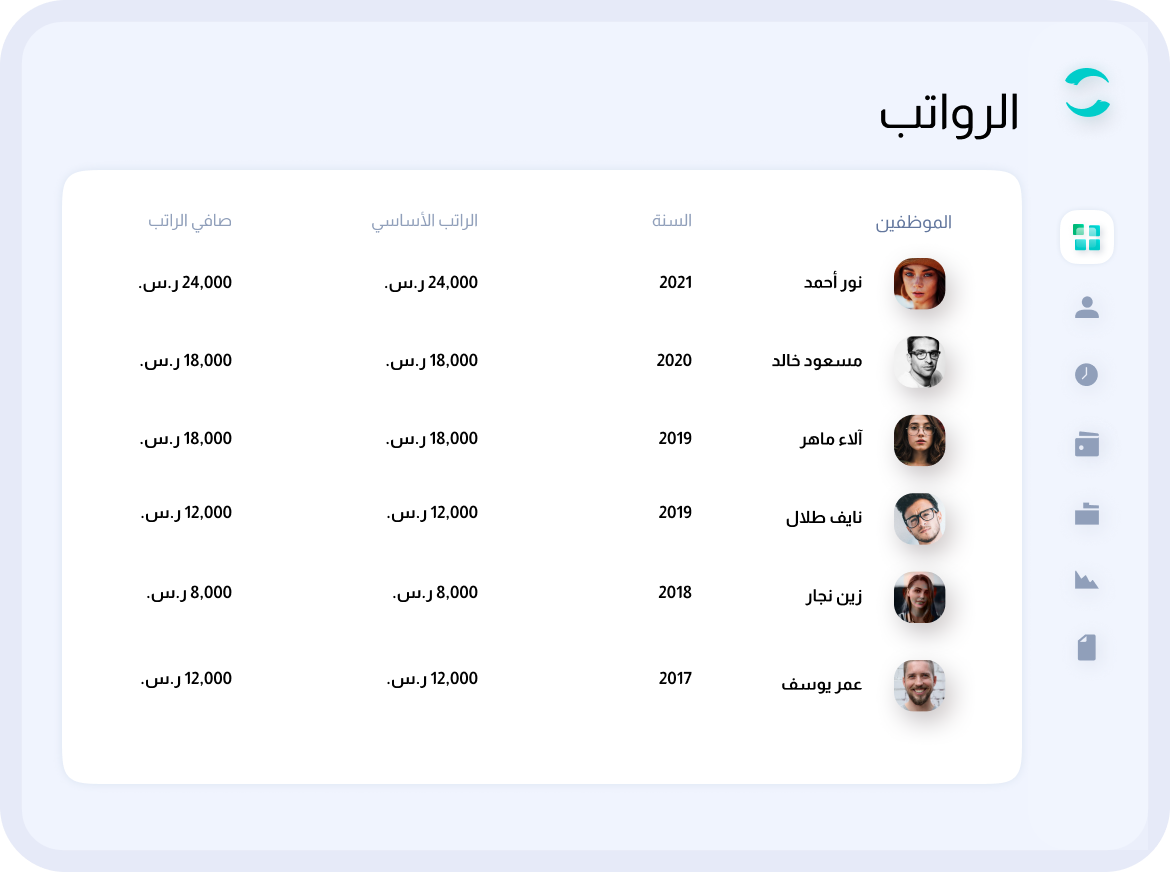 الرواتب
الموظفين السنة الراتب الأساسي صافي الراتب
نور أحمد 2021 24,000 ر.س. 24,000 ر.س.
مسعود خالد 2020 18,000 ر.س. 18,000 ر.س.
آلاء ماهر 2019 18,000 ر.س. 18,000 ر.س.
نايف طلال 2019 12,000 ر.س. 12,000 ر.س.
زين نجار 2018 8,000 ر.س. 8,000 ر.س.
عمر يوسف 2017 12,000 ر.س. 12,000 ر.س.